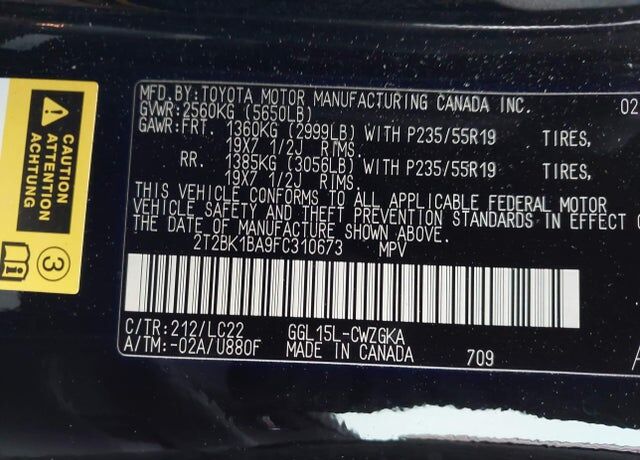 CAUTION
ATTENTION
ACHTUNG
3
MFD.BY:TOYOTA MOTOR MANUFACTURING CANADA INC. 02
GVWR:2560KG (5650LB)
GAWR:FRT. 1360KG (2999LB) WITH P235/55R19 TIRES,
19X7 1/2J RIMS.
RR. 1385KG (3056LB) WITH P235/55R19 TIRES,
19X7 1/2J RIMS.
THIS VEHICLE CONFORMS TO ALL APPLICABLE FEDERAL MOTOR
VEHICLE SAFETY AND THEFT PREVENTION STANDARDS IN EFFECT
THE DATE OF MANUFACTURE SHOWN ABOVE.
2T2BK1BA9FC310673 MPV
C/TR:212/LC22 GGL15L-CWZGKA
A/TM:-02A/U880F MADE IN CANADA 709